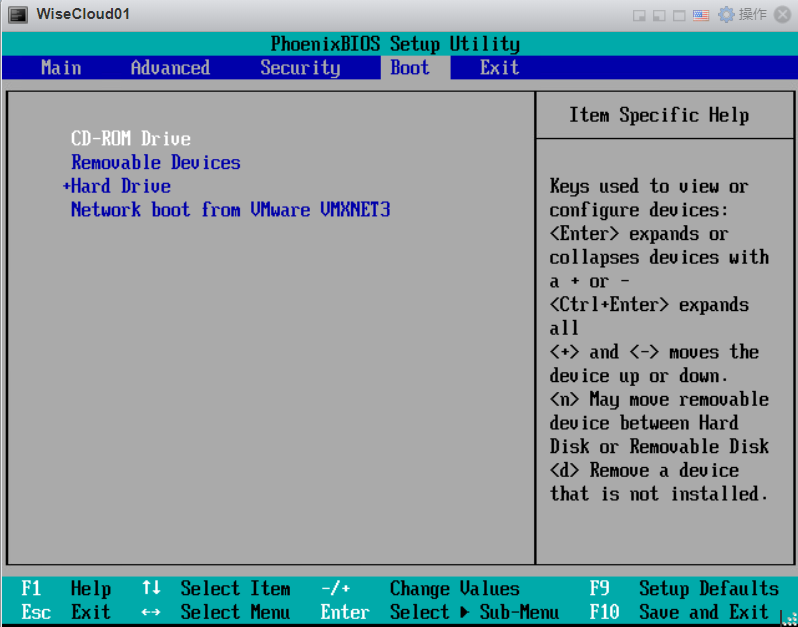 WiseCloud01
操作
PhoenixBIOS Setup Utility
Main Advanced Security Boot Exit
CD-ROM Drive
Removable Devices
+Hard Drive
Network boot from VMware VMXNET3
Item Specific Help
Keys used to view or
configure devices:
<Enter> expands or
collapses devices with
a + or -
<Ctrl+Enter> expands
all
<+> and <-> moves the
device up or down.
<n> May move removable
device between Hard
Disk or Removable Disk
<d> Remove a device
that is not installed.
F1 Help ↑↓ Select Item -/+ Change Values F9 Setup Defaults
Esc Exit ↔ Select Menu Enter Select ▶ Sub-Menu F10 Save and Exit